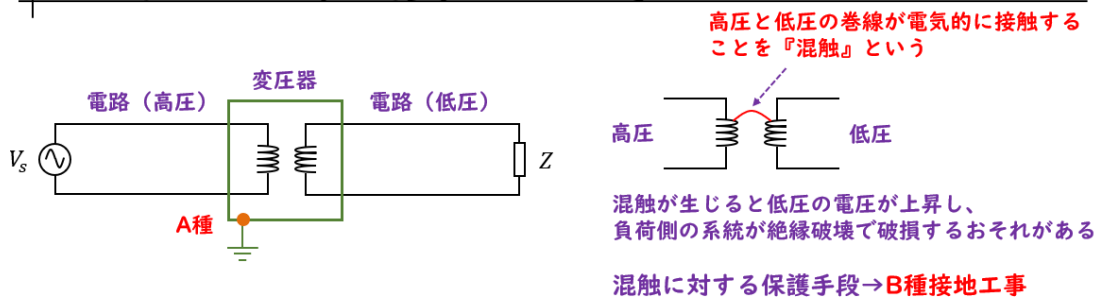 高圧と低圧の巻線が電気的に接触する
ことを『混触』という
変圧器
電路（高圧）
電路（低圧）
高圧
低圧
Vs
Z
A種
混触が生じると低圧の電圧が上昇し、
負荷側の系統が絶縁破壊で破損するおそれがある
混触に対する保護手段→B種接地工事